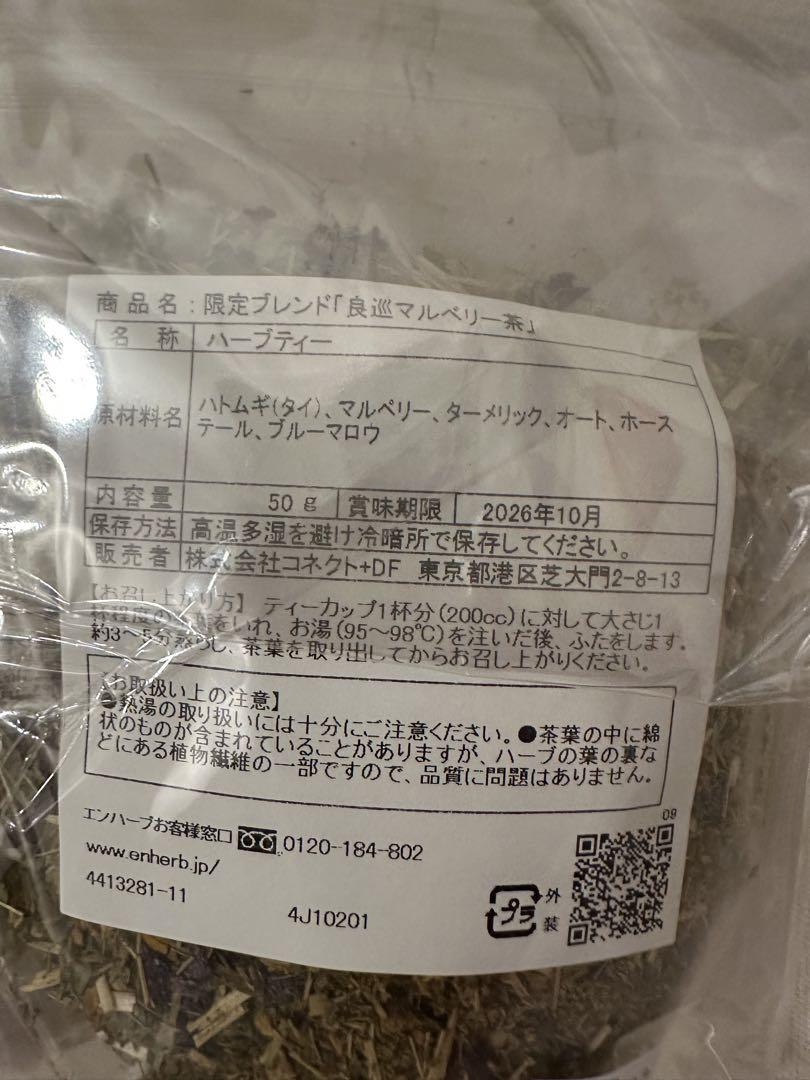 商品名:限定ブレンド「良巡マルベリー茶」
名称 ハーブティー
原材料名 ハトムギ(タイ)、マルベリー、ターメリック、オート、ホース
テール、ブルーマロウ
内容量 50g 賞味期限 2026年10月
保存方法 高温多湿を避け冷暗所で保存してください。
販売者 株式会社コネクト+DF 東京都港区芝大門2-8-13
【お召し上がり方】 ティーカップ1杯分(200cc)に対して大さじ1
杯程度の をいれ、お湯(95~98℃)を注いだ後、ふたをします。
約3~5分蒸らし、茶葉を取り出してからお召し上がりください。
【お取扱い上の注意】
●熱湯の取り扱いには十分にご注意ください。●茶葉の中に綿
状のものが含まれていることがありますが、ハーブの葉の裏な
どにある植物繊維の一部ですので、品質に問題はありません。
09
エンハーブお客様窓口 0120-184-802
www.enherb.jp/
4413281-11
4J10201
プラ
外装